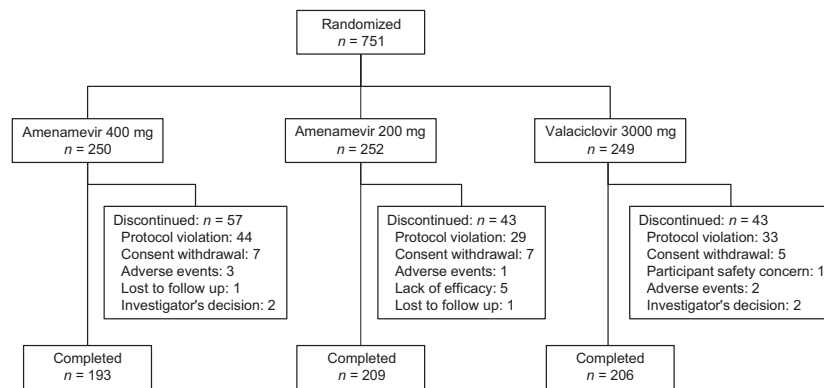 Randomized
n = 751
Amenamevir 400 mg
n = 250
Amenamevir 200 mg
n = 252
Valaciclovir 3000 mg
n = 249
Discontinued: n = 57
Protocol violation: 44
Consent withdrawal: 7
Adverse events: 3
Lost to follow up: 1
Investigator's decision: 2
Discontinued: n = 43
Protocol violation: 29
Consent withdrawal: 7
Adverse events: 1
Lack of efficacy: 5
Lost to follow up: 1
Discontinued: n = 43
Protocol violation: 33
Consent withdrawal: 5
Participant safety concern: 1
Adverse events: 2
Investigator's decision: 2
Completed
n = 193
Completed
n = 209
Completed
n = 206